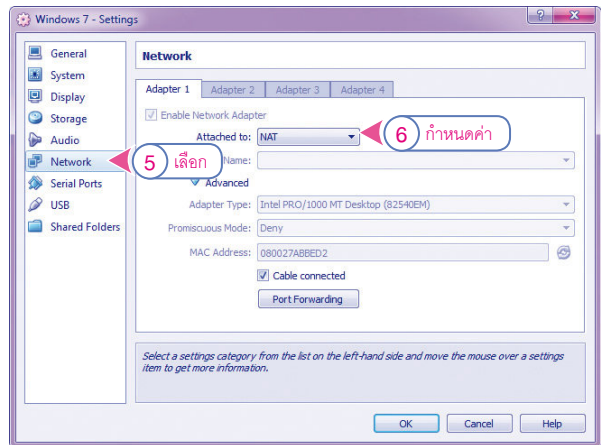 Windows 7 - Settings
General
System
Display
Storage
Audio
Network
Serial Ports
USB
Shared Folders
Network
Adapter 1 Adapter 2 Adapter 3 Adapter 4
Enable Network Adapter
Attached to: NAT
6 กำหนดค่า
5 เลือก
Name:
Advanced
Adapter Type: Intel PRO/1000 MT Desktop (82540EM)
Promiscuous Mode: Deny
MAC Address: 080027ABBED2
Cable connected
Port Forwarding
Select a settings category from the list on the left-hand side and move the mouse over a settings
item to get more information.
OK Cancel Help